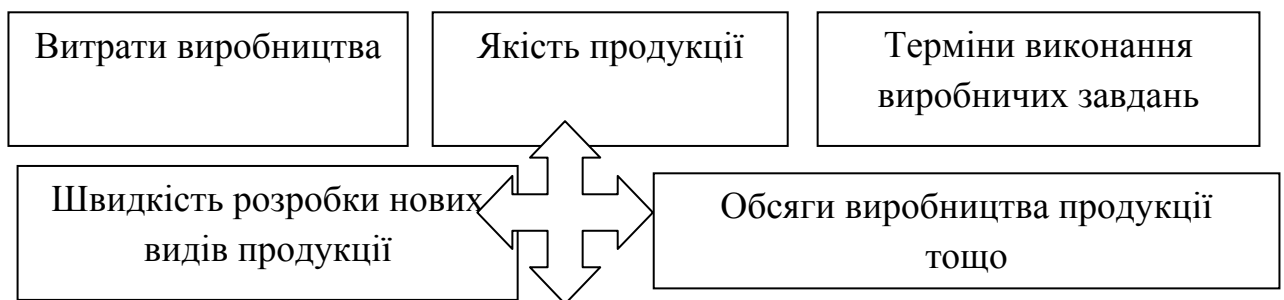 Витрати виробництва
Якість продукції
Терміни виконання
виробничих завдань
Швидкість розробки нових
видів продукції
Обсяги виробництва продукції
тощо